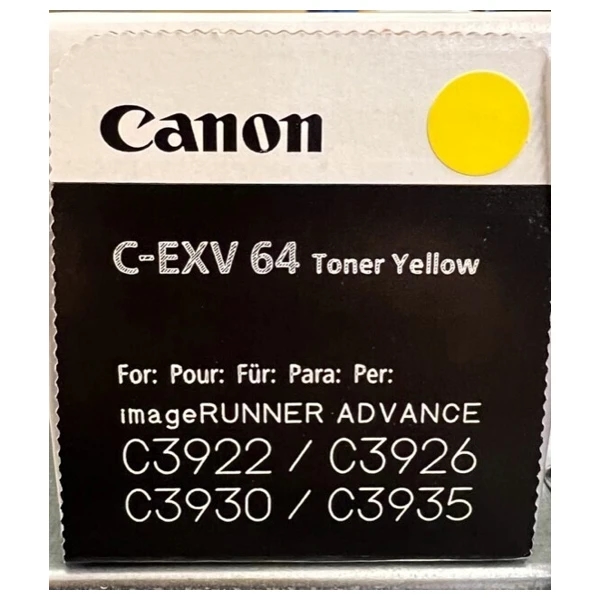 Canon
C-EXV 64 Toner Yellow
For: Pour: Für: Para: Per:
imageRUNNER ADVANCE
C3922 / C3926
C3930 / C3935